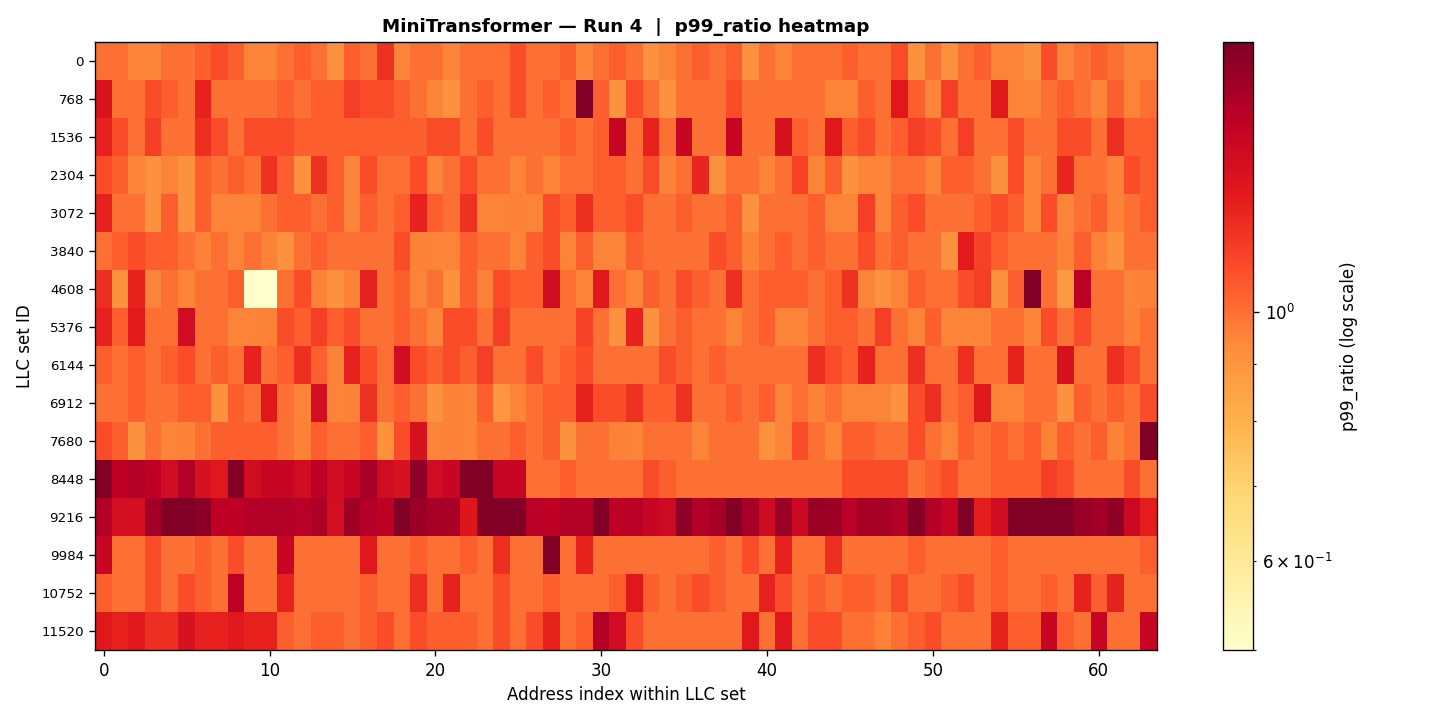 MiniTransformer — Run 4 | p99_ratio heatmap
LLC set ID
0
768
1536
2304
3072
3840
4608
5376
6144
6912
7680
8448
9216
9984
10752
11520
0 10 20 30 40 50 60
Address index within LLC set
10⁰
6 × 10⁻¹
p99_ratio (log scale)